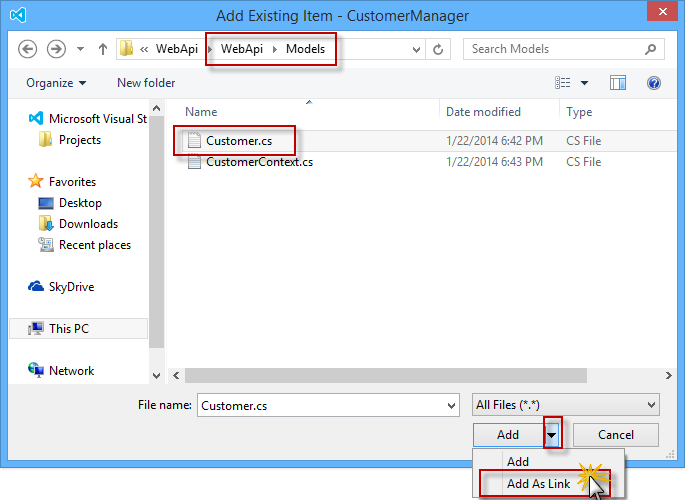 Add Existing Item - CustomerManager
« WebApi WebApi Models
Search Models
Organize New folder
Microsoft Visual St
Projects
Favorites
Desktop
Downloads
Recent places
SkyDrive
This PC
Network
Name Date modified Type
Customer.cs 1/22/2014 6:42 PM CS File
CustomerContext.cs 1/22/2014 6:43 PM CS File
File name: Customer.cs All Files (*.*)
Add Cancel
Add
Add As Link